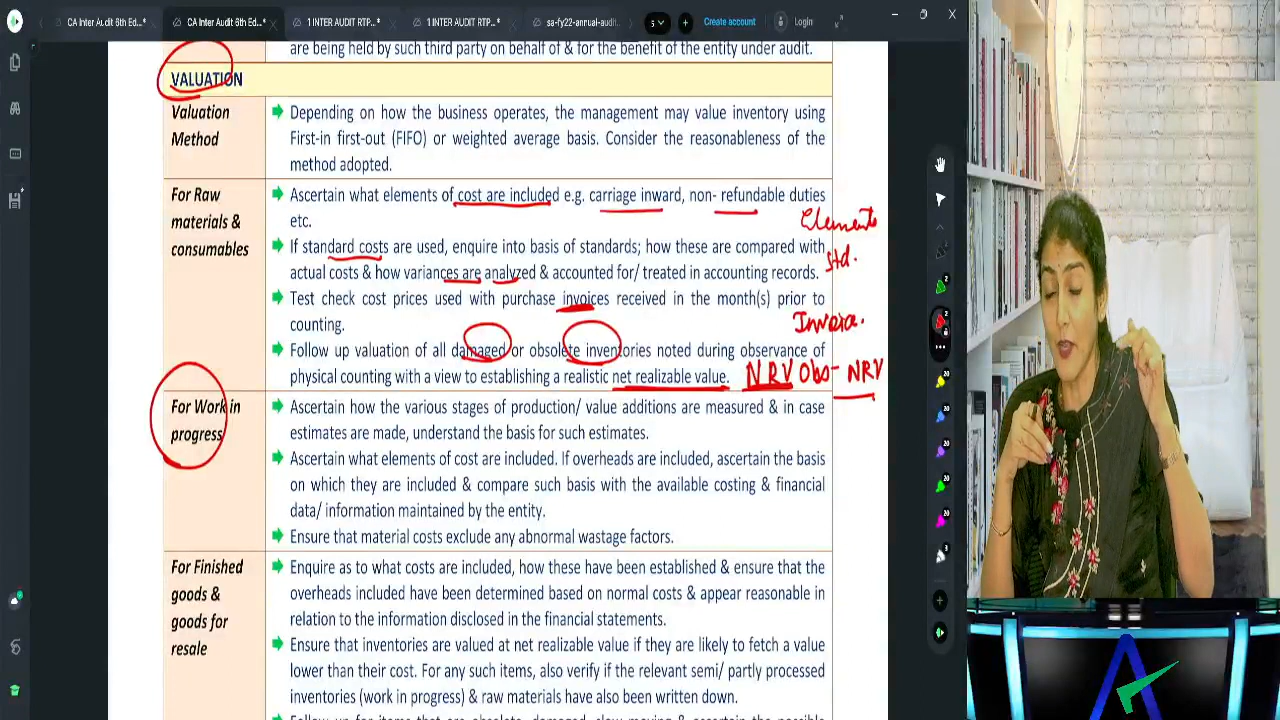 CA Inter Audit 8th Ed...
CA Inter Audit 8th Ed...
1 INTER AUDIT RTP...
1 INTER AUDIT RTP...
sa-fy22-annual-audit...
5
Create account
Login
are being held by such third party on behalf of & for the benefit of the entity under audit.
VALUATION
Valuation
Method
Depending on how the business operates, the management may value inventory using
First-in first-out (FIFO) or weighted average basis. Consider the reasonableness of the
method adopted.
For Raw
materials &
consumables
Ascertain what elements of cost are included e.g. carriage inward, non- refundable duties
etc.
If standard costs are used, enquire into basis of standards; how these are compared with
actual costs & how variances are analyzed & accounted for/ treated in accounting records.
Test check cost prices used with purchase invoices received in the month(s) prior to
counting.
Follow up valuation of all damaged or obsolete inventories noted during observance of
physical counting with a view to establishing a realistic net realizable value.
Elements
Std.
NRV Obs- NRV
For Work in
progress
Ascertain how the various stages of production/ value additions are measured & in case
estimates are made, understand the basis for such estimates.
Ascertain what elements of cost are included. If overheads are included, ascertain the basis
on which they are included & compare such basis with the available costing & financial
data/ information maintained by the entity.
Ensure that material costs exclude any abnormal wastage factors.
For Finished
goods &
goods for
resale
Enquire as to what costs are included, how these have been established & ensure that the
overheads included have been determined based on normal costs & appear reasonable in
relation to the information disclosed in the financial statements.
Ensure that inventories are valued at net realizable value if they are likely to fetch a value
lower than their cost. For any such items, also verify if the relevant semi/ partly processed
inventories (work in progress) & raw materials have also been written down.
Follow up for items that are obsolete, damaged, slow moving & ascertain the possible